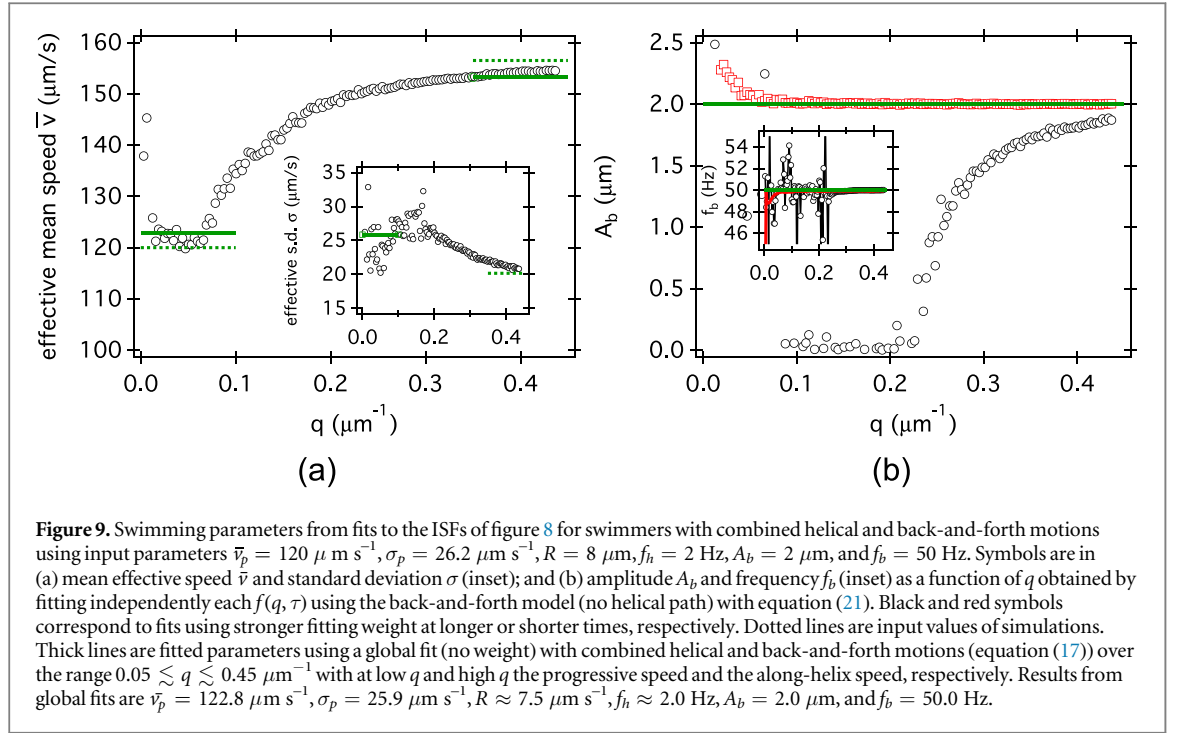 160
150
140
130
120
110
100
effective mean speed v̄ (μm/s)
0.0
0.1
0.2
0.3
0.4
q (μm⁻¹)
effective s.d. σ (μm/s)
35
30
25
20
15
0.0
0.2
0.4
(a)
2.5
2.0
1.5
1.0
0.5
0.0
A_b (μm)
0.0
0.1
0.2
0.3
0.4
q (μm⁻¹)
f_b (Hz)
54
52
50
48
46
0.0
0.2
0.4
(b)
Figure 9. Swimming parameters from fits to the ISFs of figure 8 for swimmers with combined helical and back-and-forth motions
using input parameters v̄_p = 120 μ m s⁻¹, σ_p = 26.2 μm s⁻¹, R = 8 μm, f_h = 2 Hz, A_b = 2 μm, and f_b = 50 Hz. Symbols are in
(a) mean effective speed v̄ and standard deviation σ (inset); and (b) amplitude A_b and frequency f_b (inset) as a function of q obtained by
fitting independently each f(q, τ) using the back-and-forth model (no helical path) with equation (21). Black and red symbols
correspond to fits using stronger fitting weight at longer or shorter times, respectively. Dotted lines are input values of simulations.
Thick lines are fitted parameters using a global fit (no weight) with combined helical and back-and-forth motions (equation (17)) over
the range 0.05 ≲ q ≲ 0.45 μm⁻¹ with at low q and high q the progressive speed and the along-helix speed, respectively. Results from
global fits are v̄_p = 122.8 μm s⁻¹, σ_p = 25.9 μm s⁻¹, R ≈ 7.5 μm s⁻¹, f_h ≈ 2.0 Hz, A_b = 2.0 μm, and f_b = 50.0 Hz.